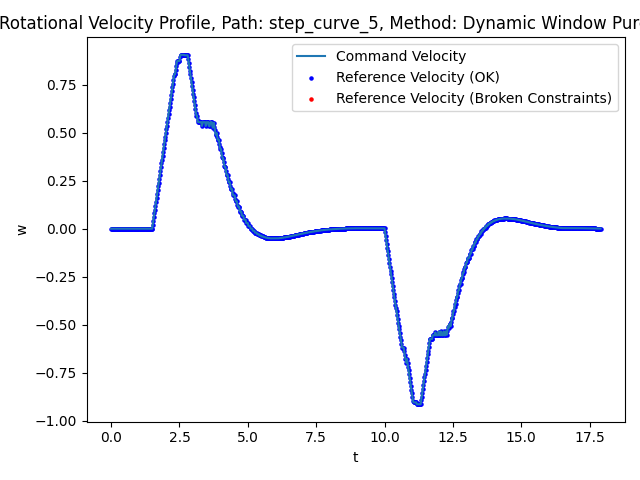 Rotational Velocity Profile, Path: step_curve_5, Method: Dynamic Window Pur
Command Velocity
Reference Velocity (OK)
Reference Velocity (Broken Constraints)
0.75
0.50
0.25
0.00
−0.25
−0.50
−0.75
−1.00
w
0.0 2.5 5.0 7.5 10.0 12.5 15.0 17.5
t